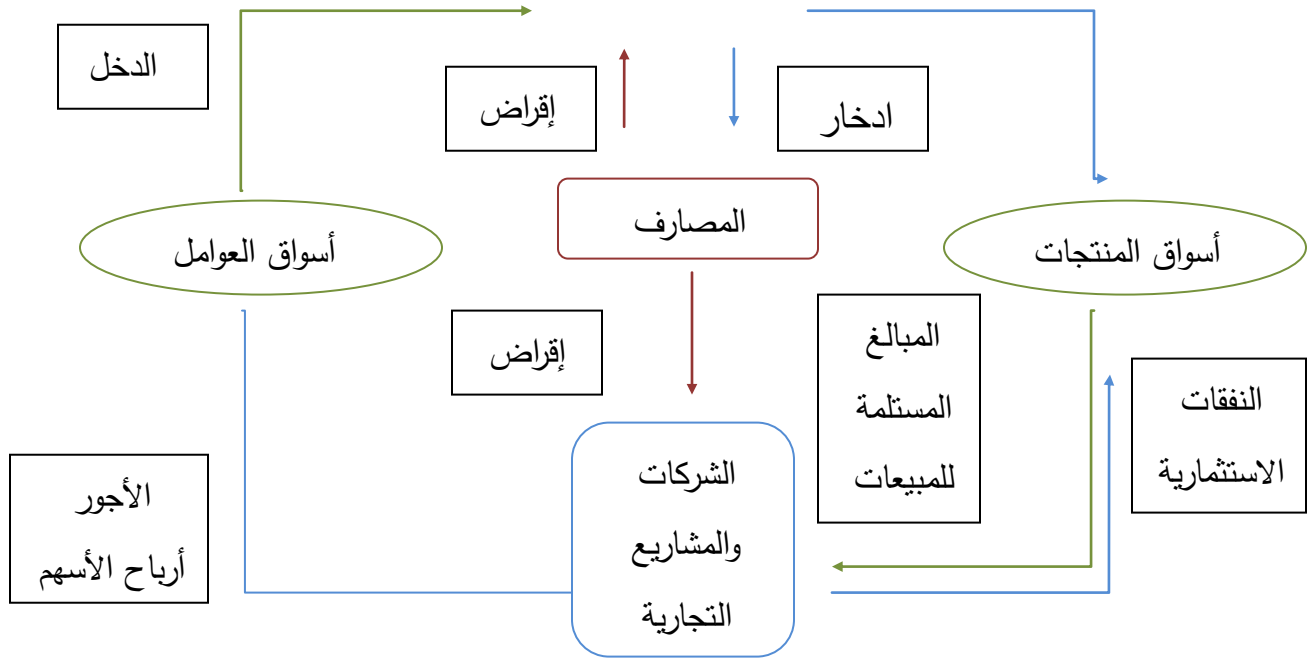 الدخل
إقراض
ادخار
المصارف
أسواق العوامل
أسواق المنتجات
إقراض
المبالغ
المستلمة
للمبيعات
النفقات
الاستثمارية
الشركات
والمشاريع
التجارية
الأجور
أرباح الأسهم